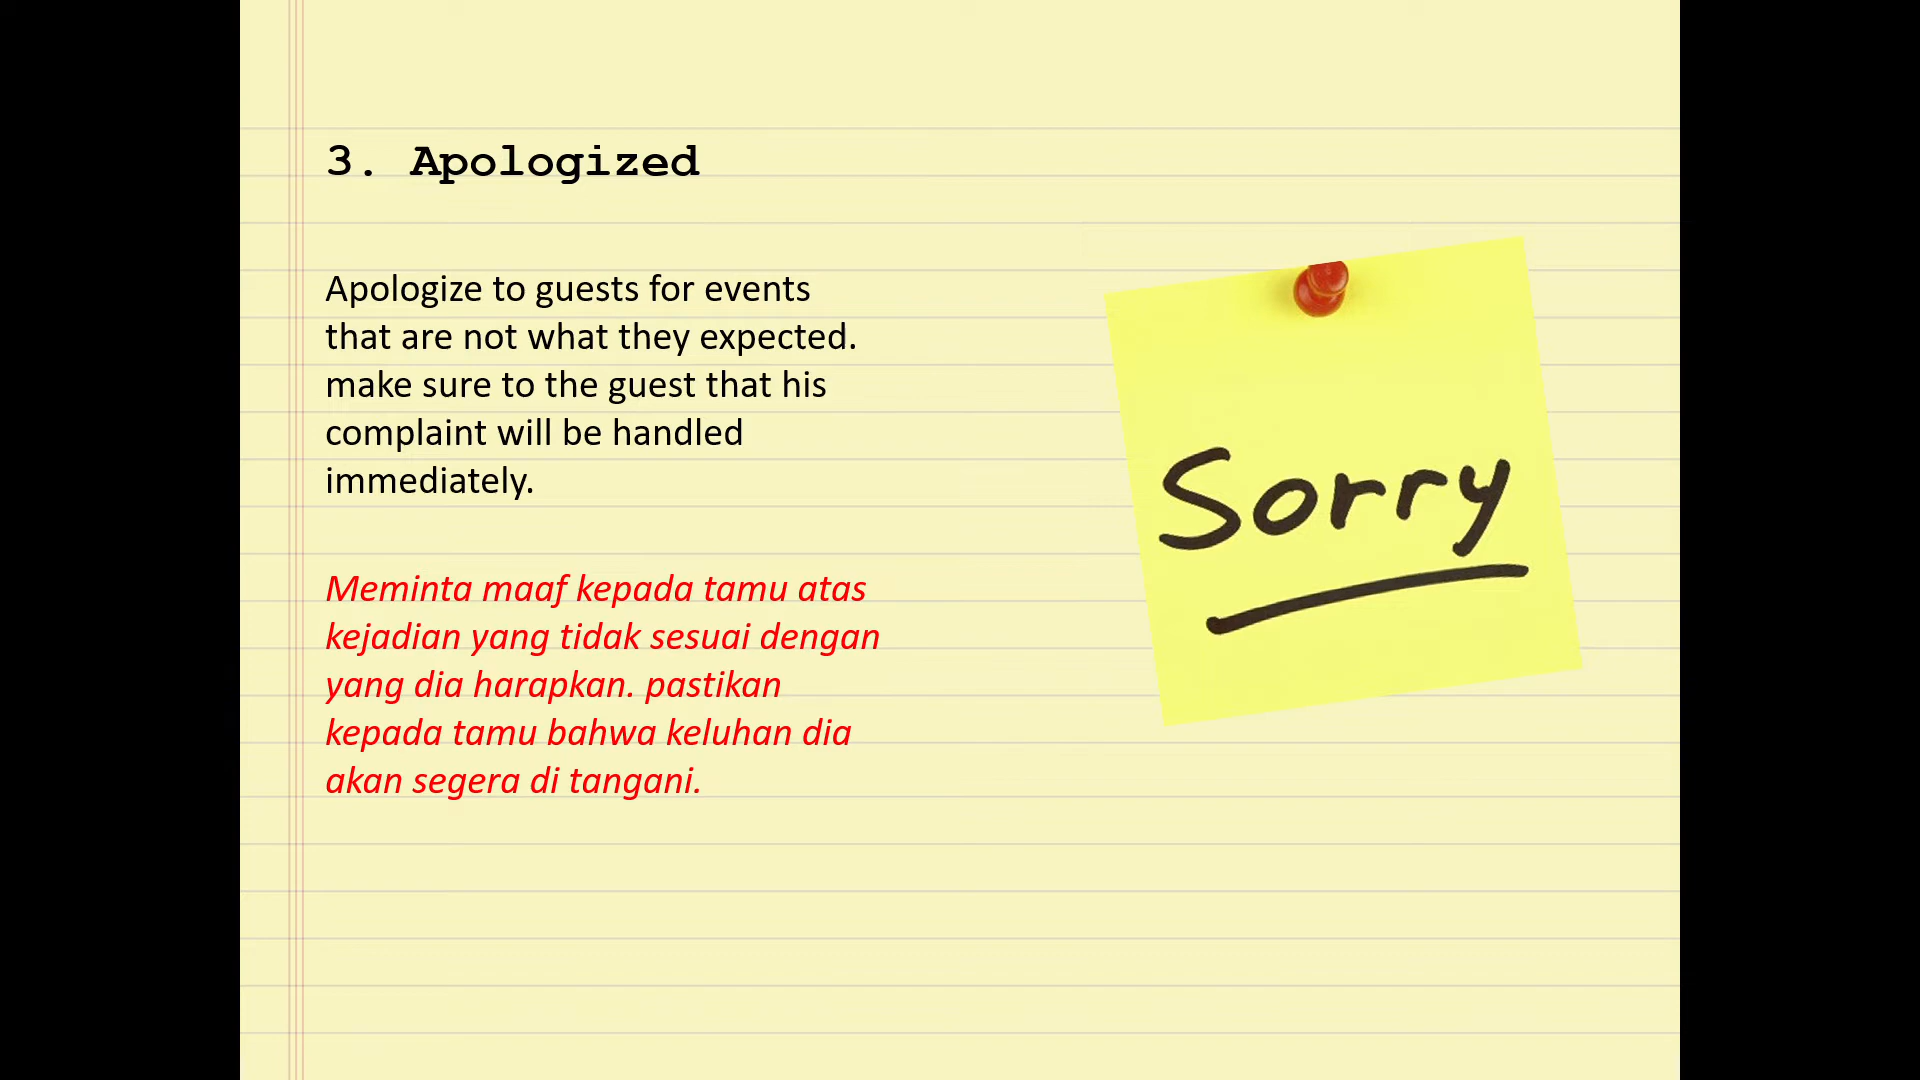 3. Apologized
Apologize to guests for events
that are not what they expected.
make sure to the guest that his
complaint will be handled
immediately.
Meminta maaf kepada tamu atas
kejadian yang tidak sesuai dengan
yang dia harapkan. pastikan
kepada tamu bahwa keluhan dia
akan segera di tangani.
Sorry